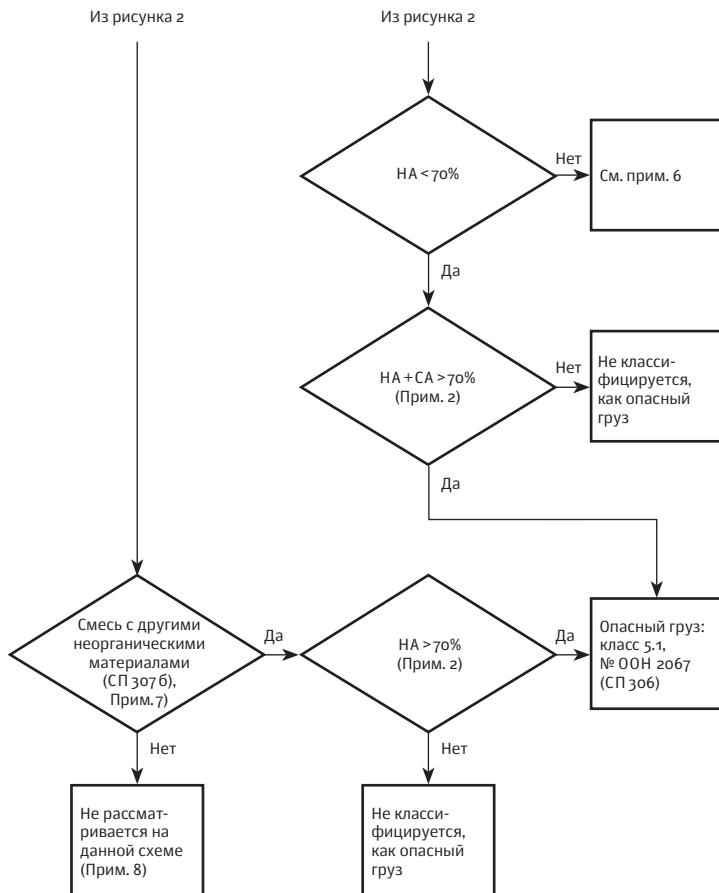 Из рисунка 2
Из рисунка 2
НА < 70%
Нет
См. прим. 6
Да
НА + СА > 70%
(Прим. 2)
Нет
Не класси-
фицируется,
как опасный
груз
Да
Смесь с другими
неорганическими
материалами
(СП 307 б),
Прим. 7)
Да
НА > 70%
(Прим. 2)
Да
Опасный груз:
класс 5.1,
№ ООН 2067
(СП 306)
Нет
Нет
Не рассмат-
ривается на
данной схеме
(Прим. 8)
Не класси-
фицируется,
как опасный
груз